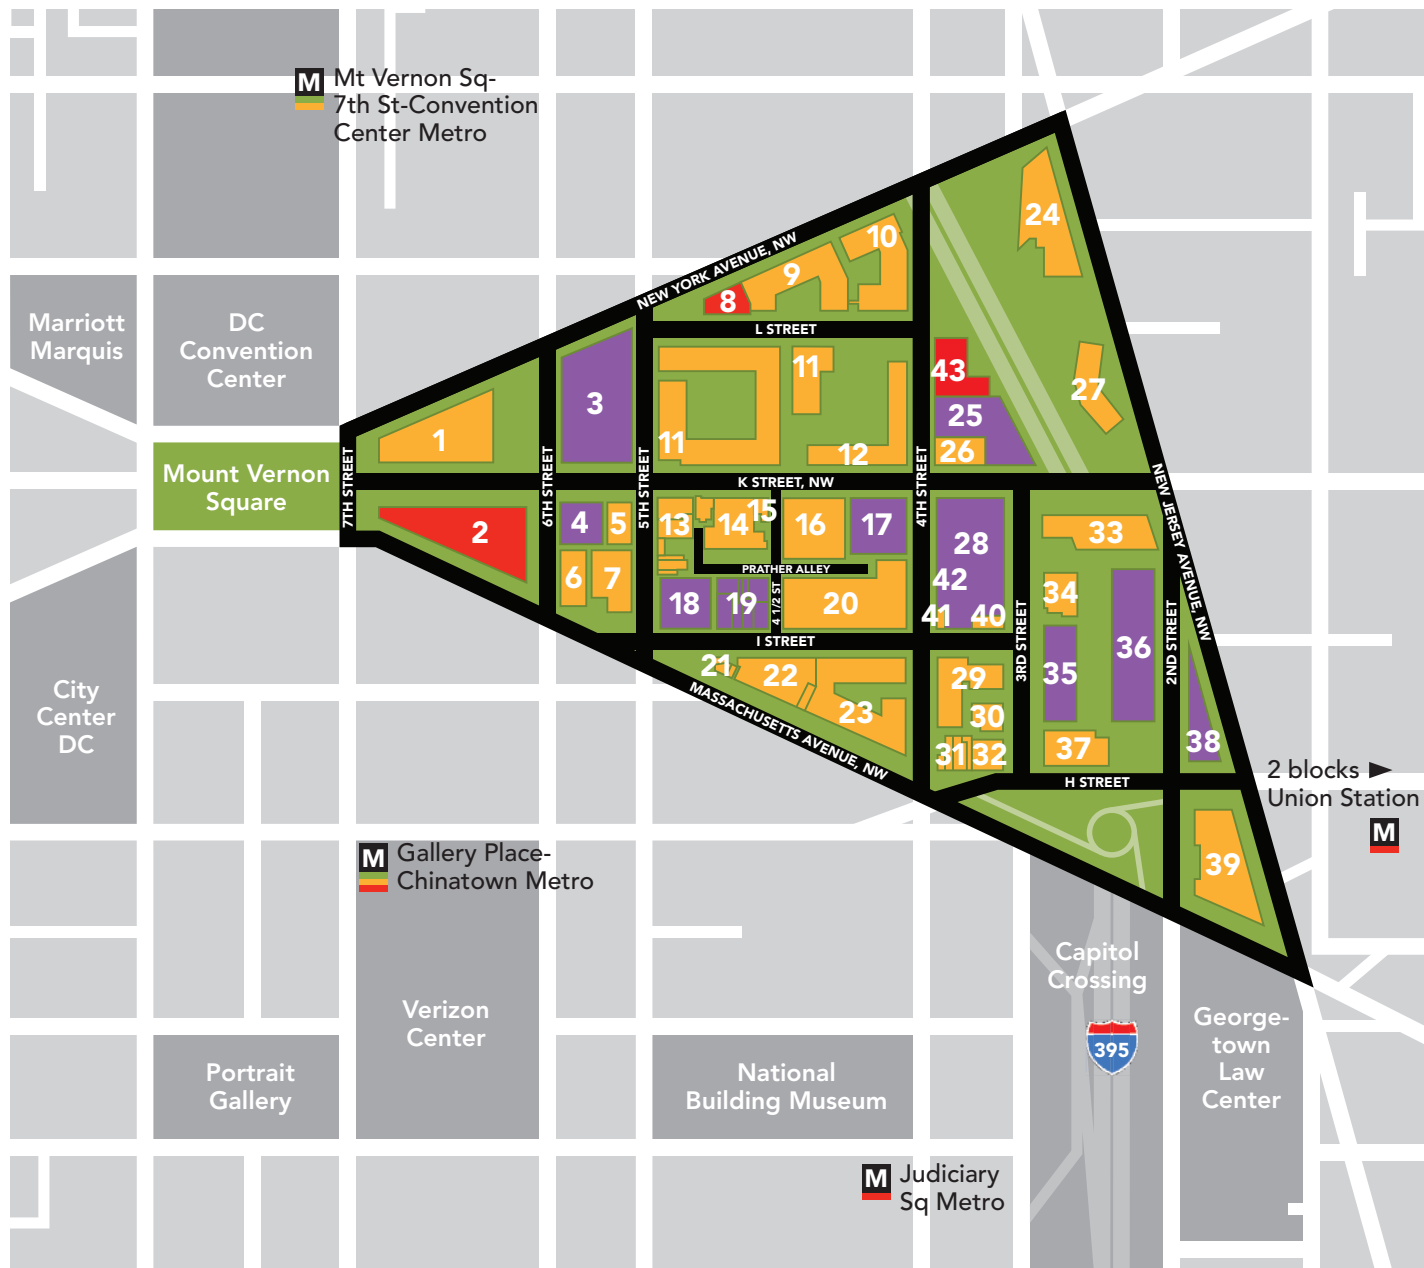 M
Mt Vernon Sq-
7th St-Convention
Center Metro
24
NEW YORK AVENUE, NW
10
9
8
L STREET
Marriott
Marquis
DC
Convention
Center
3
11
43
27
25
1
11
12
26
Mount Vernon
Square
7TH STREET
6TH STREET
5TH STREET
K STREET, NW
4TH STREET
NEW JERSEY AVENUE, NW
2
4
5
13
14
15
16
17
28
33
PRATHER ALLEY
6
7
42
34
18
19
4 1/2 ST
20
41
40
I STREET
3RD STREET
35
36
2ND STREET
21
22
29
City
Center
DC
MASSACHUSETTS AVENUE, NW
23
30
31
32
37
38
H STREET
2 blocks
Union Station
M
M
Gallery Place-
Chinatown Metro
39
Capitol
Crossing
Verizon
Center
George-
town
Law
Center
395
Portrait
Gallery
National
Building Museum
M
Judiciary
Sq Metro